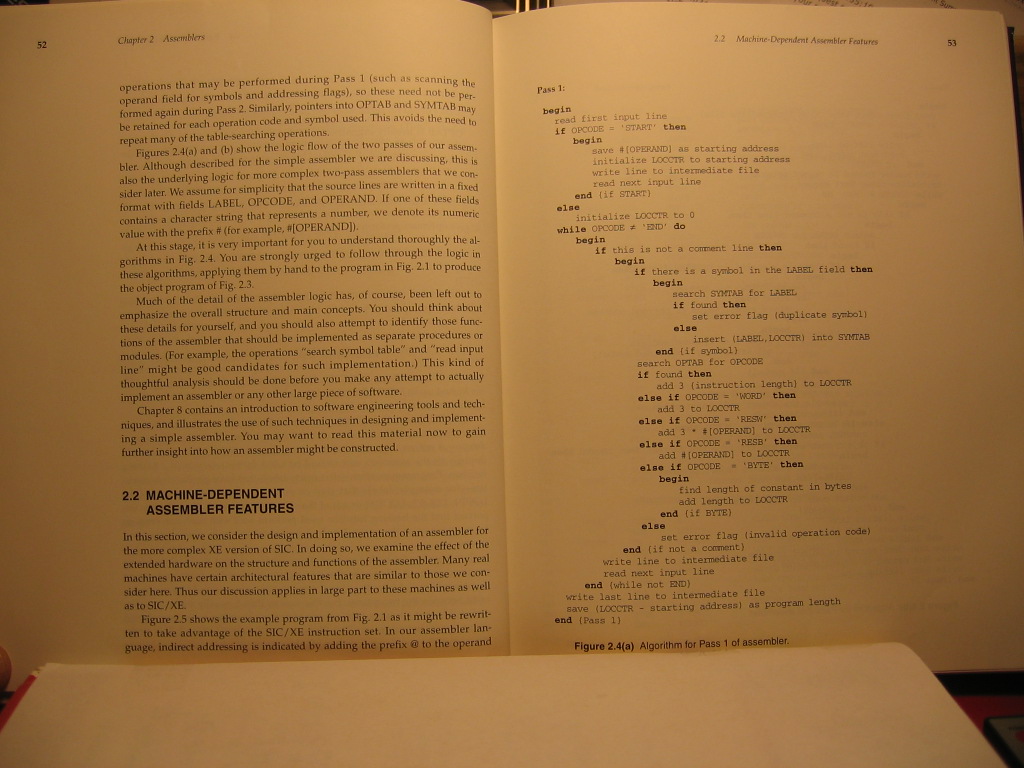 52
Chapter 2 Assemblers
operations that may be performed during Pass 1 (such as scanning the
operand field for symbols and addressing flags), so these need not be per-
formed again during Pass 2. Similarly, pointers into OPTAB and SYMTAB may
be retained for each operation code and symbol used. This avoids the need to
repeat many of the table-searching operations.
Figures 2.4(a) and (b) show the logic flow of the two passes of our assem-
bler. Although described for the simple assembler we are discussing, this is
also the underlying logic for more complex two-pass assemblers that we con-
sider later. We assume for simplicity that the source lines are written in a fixed
format with fields LABEL, OPCODE, and OPERAND. If one of these fields
contains a character string that represents a number, we denote its numeric
value with the prefix # (for example, #[OPERAND]).
At this stage, it is very important for you to understand thoroughly the al-
gorithms in Fig. 2.4. You are strongly urged to follow through the logic in
these algorithms, applying them by hand to the program in Fig. 2.1 to produce
the object program of Fig. 2.3.
Much of the detail of the assembler logic has, of course, been left out to
emphasize the overall structure and main concepts. You should think about
these details for yourself, and you should also attempt to identify those func-
tions of the assembler that should be implemented as separate procedures or
modules. (For example, the operations "search symbol table" and "read input
line" might be good candidates for such implementation.) This kind of
thoughtful analysis should be done before you make any attempt to actually
implement an assembler or any other large piece of software.
Chapter 8 contains an introduction to software engineering tools and tech-
niques, and illustrates the use of such techniques in designing and implement-
ing a simple assembler. You may want to read this material now to gain
further insight into how an assembler might be constructed.
2.2 MACHINE-DEPENDENT
ASSEMBLER FEATURES
In this section, we consider the design and implementation of an assembler for
the more complex XE version of SIC. In doing so, we examine the effect of the
extended hardware on the structure and functions of the assembler. Many real
machines have certain architectural features that are similar to those we con-
sider here. Thus our discussion applies in large part to these machines as well
as to SIC/XE.
Figure 2.5 shows the example program from Fig. 2.1 as it might be rewrit-
ten to take advantage of the SIC/XE instruction set. In our assembler lan-
guage, indirect addressing is indicated by adding the prefix @ to the operand
2.2 Machine-Dependent Assembler Features
53
Pass 1:
begin
read first input line
if OPCODE = 'START' then
begin
save #[OPERAND] as starting address
initialize LOCCTR to starting address
write line to intermediate file
read next input line
end {if START}
else
initialize LOCCTR to 0
while OPCODE ≠ 'END' do
begin
if this is not a comment line then
begin
if there is a symbol in the LABEL field then
begin
search SYMTAB for LABEL
if found then
set error flag (duplicate symbol)
else
insert (LABEL,LOCCTR) into SYMTAB
end {if symbol}
search OPTAB for OPCODE
if found then
add 3 {instruction length} to LOCCTR
else if OPCODE = 'WORD' then
add 3 to LOCCTR
else if OPCODE = 'RESW' then
add 3 * #[OPERAND] to LOCCTR
else if OPCODE = 'RESB' then
add #[OPERAND] to LOCCTR
else if OPCODE = 'BYTE' then
begin
find length of constant in bytes
add length to LOCCTR
end {if BYTE}
else
set error flag (invalid operation code)
end {if not a comment}
write line to intermediate file
read next input line
end {while not END}
write last line to intermediate file
save (LOCCTR - starting address) as program length
end {Pass 1}
Figure 2.4(a) Algorithm for Pass 1 of assembler.